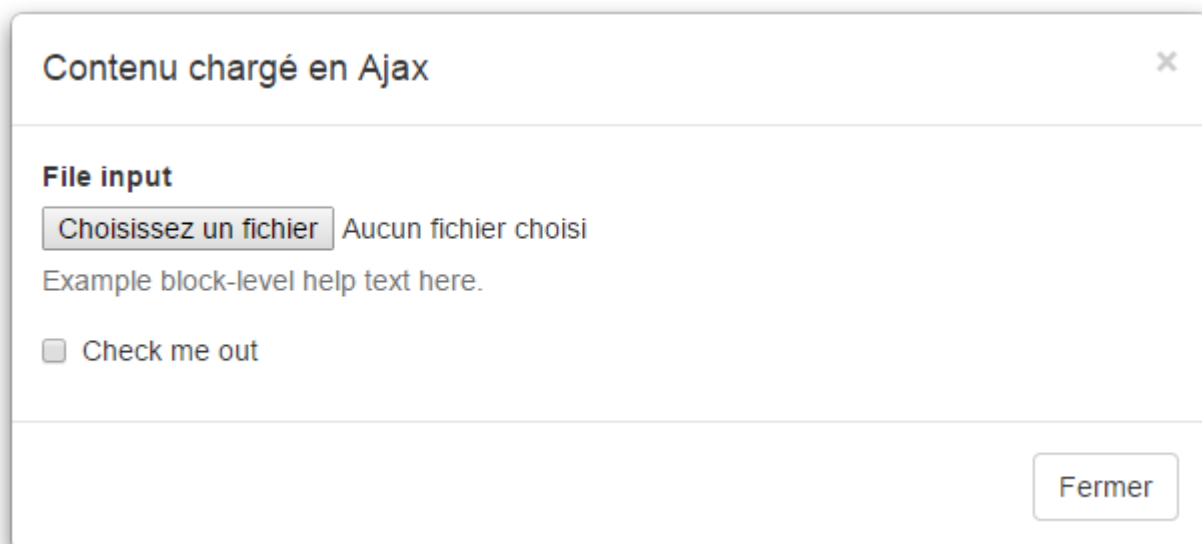 Contenu chargé en Ajax ×
File input
Choisissez un fichier Aucun fichier choisi
Example block-level help text here.
Check me out
Fermer